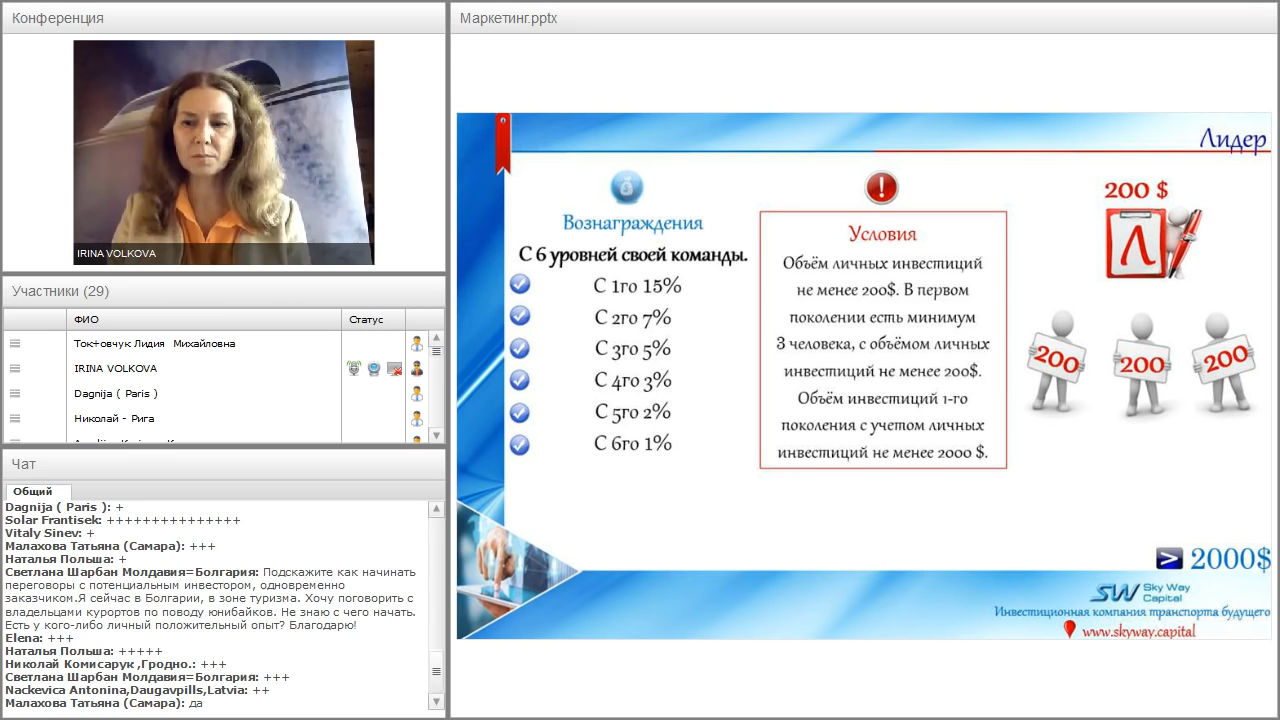 Конференция
IRINA VOLKOVA
Участники (29)
ФИО
Статус
Ток+овчук Лидия Михайловна
IRINA VOLKOVA
Dagnija ( Paris )
Николай - Рига
Чат
Общий
Dagnija ( Paris ): +
Solar Frantisek: +++++++++++++++
Vitaly Sinev: +
Малахова Татьяна (Самара): +++
Наталья Польша: +
Светлана Шарбан Молдавия=Болгария: Подскажите как начинать
переговоры с потенциальным инвестором, одновременно
заказчиком.Я сейчас в Болгарии, в зоне туризма. Хочу поговорить с
владельцами курортов по поводу юнибайков. Не знаю с чего начать.
Есть у кого-либо личный положительный опыт? Благодарю!
Elena: +++
Наталья Польша: +++++
Николай Комисарук ,Гродно.: +++
Светлана Шарбан Молдавия=Болгария: +++
Nackevica Antonina,Daugavpills,Latvia: ++
Малахова Татьяна (Самара): да
Маркетинг.pptx
Лидер
Вознаграждения
С 6 уровней своей команды.
С 1го 15%
С 2го 7%
С 3го 5%
С 4го 3%
С 5го 2%
С 6го 1%
!
Условия
Объём личных инвестиций
не менее 200$. В первом
поколении есть минимум
3 человека, с объёмом личных
инвестиций не менее 200$.
Объем инвестиций 1-го
поколения с учетом личных
инвестиций не менее 2000 $.
200 $
Л
200
200
200
> 2000$
SW Sky Way
Capital
Инвестиционная компания транспорта будущего
www.skyway.capital